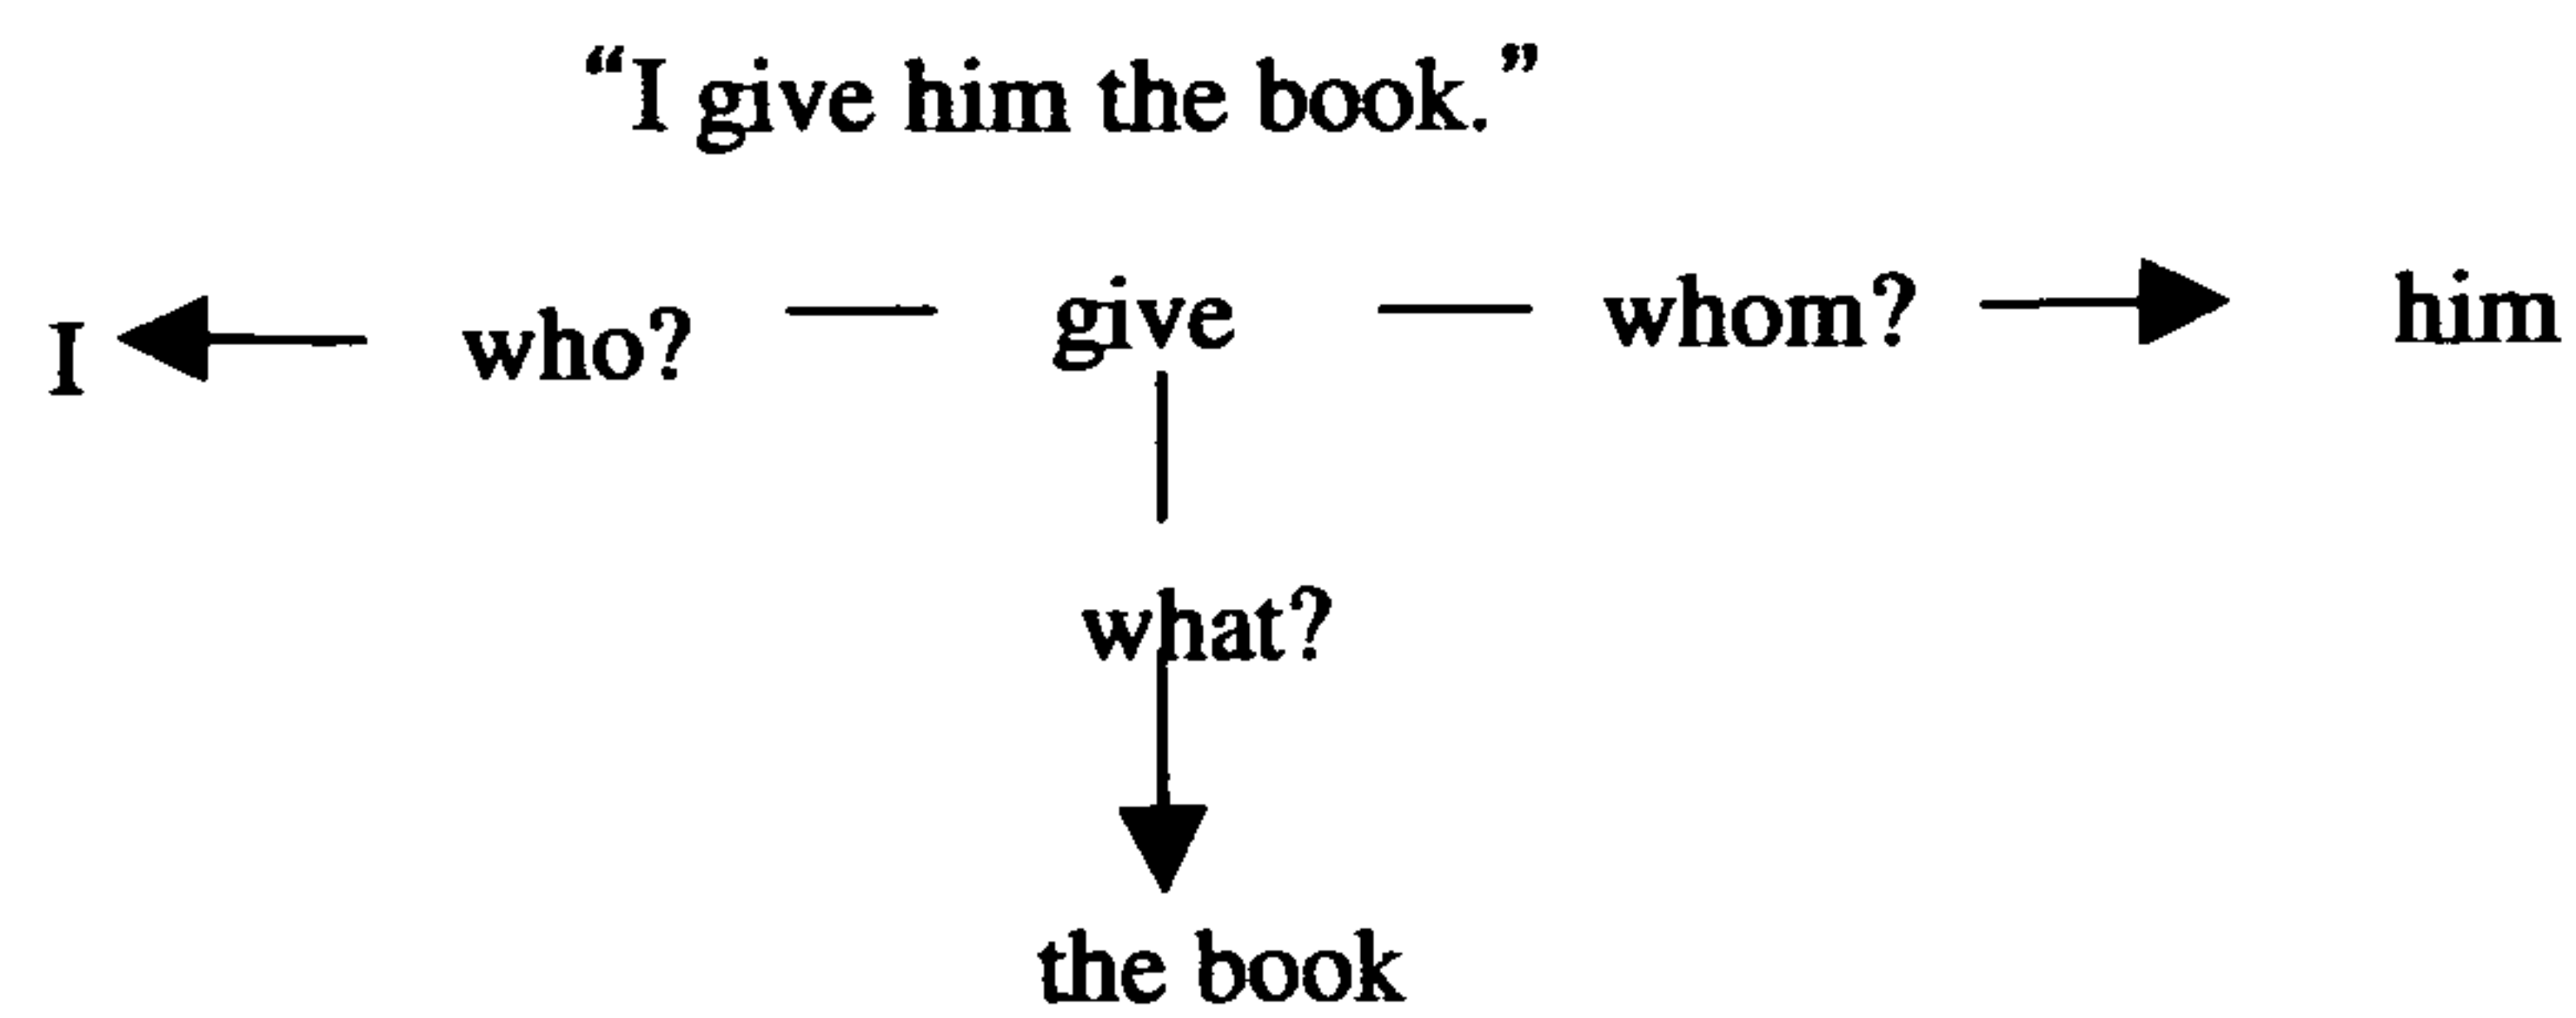 “I give him the book.”
I who? give whom? him
what?
the book